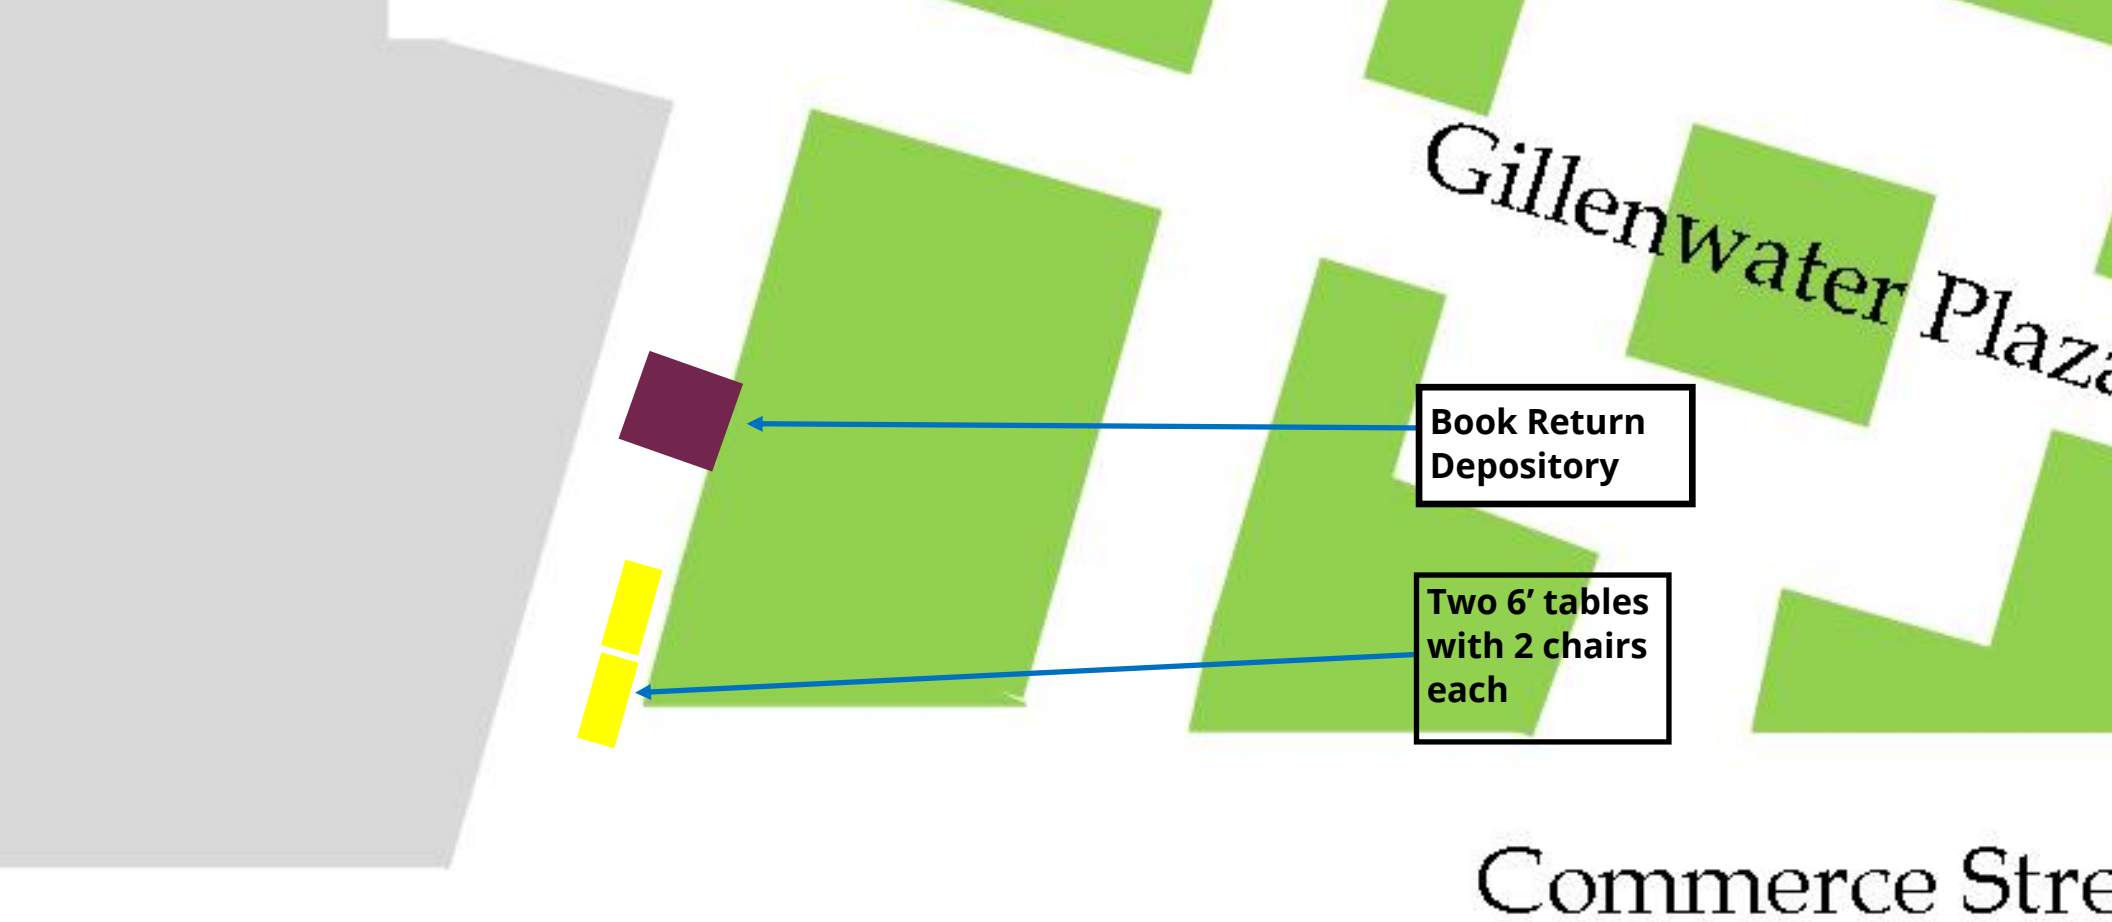 Gillenwater Plaza
Book Return
Depository
Two 6’ tables
with 2 chairs
each
Commerce Stre